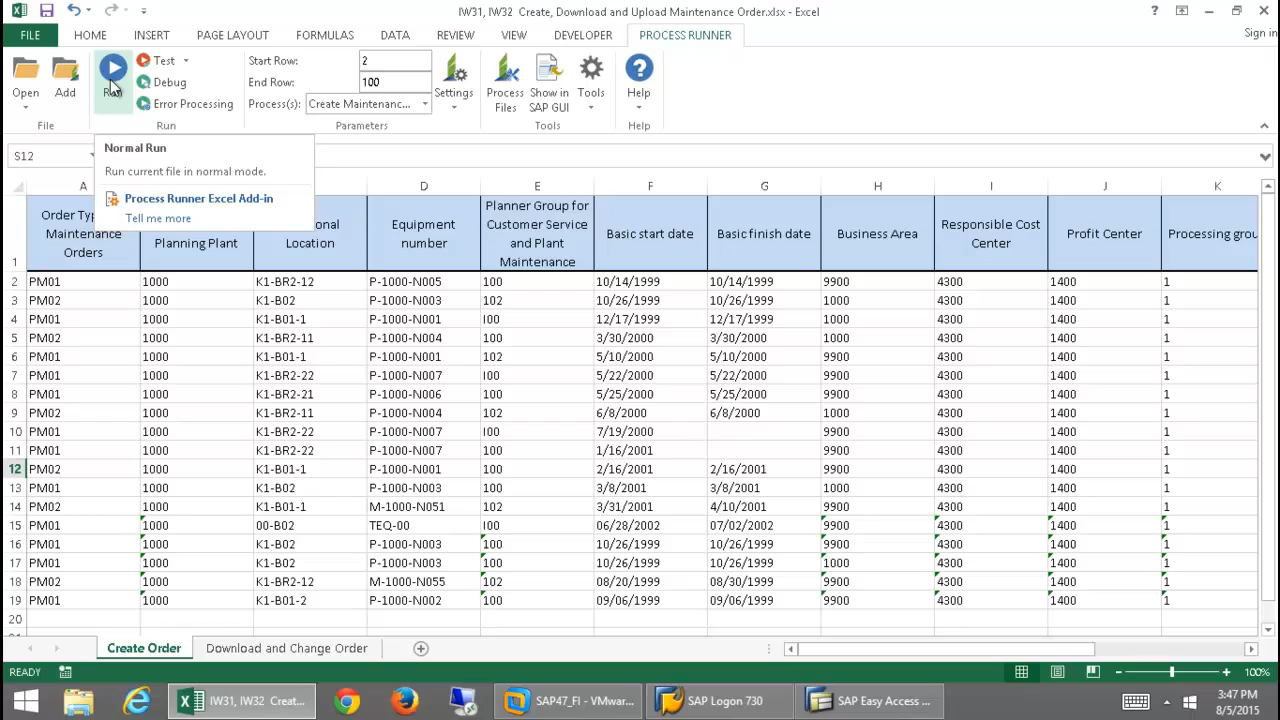 IW31, IW32 Create, Download and Upload Maintenance Order.xlsx - Excel
FILE HOME INSERT PAGE LAYOUT FORMULAS DATA REVIEW VIEW DEVELOPER PROCESS RUNNER Sign in
Open Add Run Test Debug Error Processing
Start Row: 2
End Row: 100
Process(s): Create Maintenanc...
Settings Process Files Show in SAP GUI Tools Help
File Run Parameters Tools Help
S12
Normal Run
Run current file in normal mode.
Process Runner Excel Add-in
Tell me more
A D E F G H I J K
1 Maintenance Orders Planning Plant Location Equipment number Planner Group for Customer Service and Plant Maintenance Basic start date Basic finish date Business Area Responsible Cost Center Profit Center Processing grou
2 PM01 1000 K1-BR2-12 P-1000-N005 100 10/14/1999 10/14/1999 9900 4300 1400 1
3 PM02 1000 K1-B02 P-1000-N003 102 10/26/1999 10/26/1999 1000 4300 1400 1
4 PM01 1000 K1-B01-1 P-1000-N001 I00 12/17/1999 12/17/1999 1000 4300 1400 1
5 PM02 1000 K1-BR2-11 P-1000-N004 100 3/30/2000 3/30/2000 1000 4300 1400 1
6 PM01 1000 K1-B01-1 P-1000-N001 102 5/10/2000 5/10/2000 9900 4300 1400 1
7 PM01 1000 K1-BR2-22 P-1000-N007 I00 5/22/2000 5/22/2000 9900 4300 1400 1
8 PM01 1000 K1-BR2-21 P-1000-N006 100 5/25/2000 5/25/2000 9900 4300 1400 1
9 PM02 1000 K1-BR2-11 P-1000-N004 102 6/8/2000 6/8/2000 1000 4300 1400 1
10 PM01 1000 K1-BR2-22 P-1000-N007 I00 7/19/2000 9900 4300 1400 1
11 PM01 1000 K1-BR2-22 P-1000-N007 100 1/16/2001 9900 4300 1400 1
12 PM02 1000 K1-B01-1 P-1000-N001 100 2/16/2001 2/16/2001 9900 4300 1400 1
13 PM02 1000 K1-B02 P-1000-N003 100 3/8/2001 3/8/2001 1000 4300 1400 1
14 PM02 1000 K1-B01-1 M-1000-N051 102 3/31/2001 4/10/2001 9900 4300 1400 1
15 PM01 1000 00-B02 TEQ-00 I00 06/28/2002 07/02/2002 9900 4300 1400 1
16 PM01 1000 K1-B02 P-1000-N003 100 10/26/1999 10/26/1999 9900 4300 1400 1
17 PM01 1000 K1-B02 P-1000-N003 100 10/26/1999 10/26/1999 1000 4300 1400 1
18 PM02 1000 K1-BR2-12 M-1000-N055 102 08/20/1999 08/30/1999 9900 4300 1400 1
19 PM01 1000 K1-B01-2 P-1000-N002 100 09/06/1999 09/06/1999 9900 4300 1400 1
20
Create Order Download and Change Order
READY 100%
IW31, IW32 Creat... SAP47_FI - VMwar... SAP Logon 730 SAP Easy Access ... 3:47 PM
8/5/2015